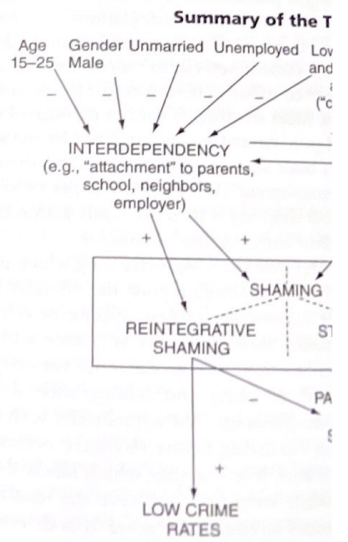 Summary of the T
Age Gender Unmarried Unemployed Lov
15–25 Male and
("c
INTERDEPENDENCY
(e.g., "attachment" to parents,
school, neighbors,
employer)
+ +
SHAMING
REINTEGRATIVE ST
SHAMING
– PA
S
+
LOW CRIME
RATES